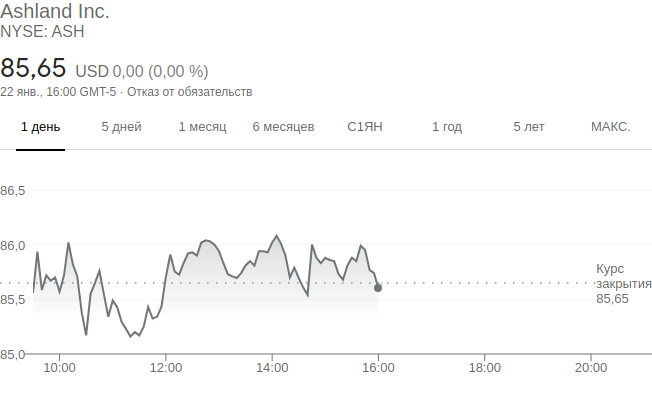 Ashland Inc.
NYSE: ASH
85,65 USD 0,00 (0,00 %)
22 янв., 16:00 GMT-5 · Отказ от обязательств
1 день 5 дней 1 месяц 6 месяцев С1ЯН 1 год 5 лет МАКС.
86,5
86,0
Курс
закрытия
85,65
85,5
85,0
10:00 12:00 14:00 16:00 18:00 20:00